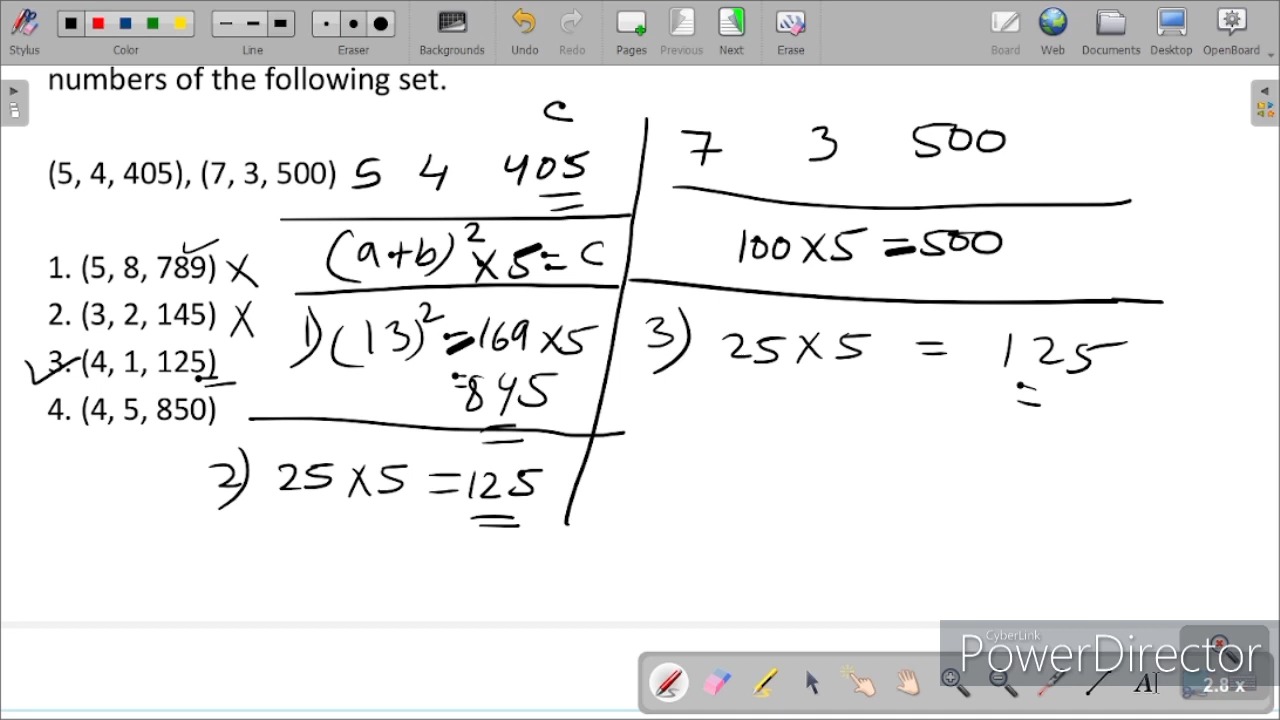 Stylus Color Line Eraser Backgrounds Undo Redo Pages Previous Next Erase Board Web Documents Desktop OpenBoard
numbers of the following set.
c
(5, 4, 405), (7, 3, 500) 5 4 405
7 3 500
(a+b)² × 5 = c
100 × 5 = 500
1. (5, 8, 789) X
2. (3, 2, 145) X
3. (4, 1, 125)
4. (4, 5, 850)
1) (13)² = 169 × 5
= 845
3) 25 × 5 = 125
2) 25 × 5 = 125
CyberLink
PowerDirector
2.8 x